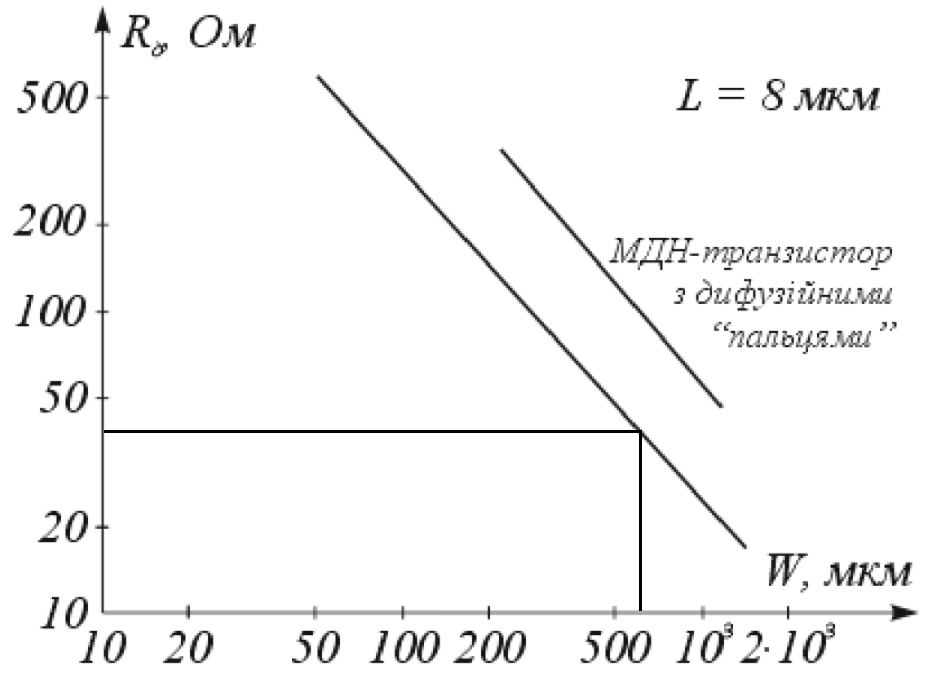 R∂, Ом
L = 8 мкм
500
200
МДН-транзистор
з дифузійними
“пальцями”
100
50
20
W, мкм
10
10 20 50 100 200 500 10³ 2·10³